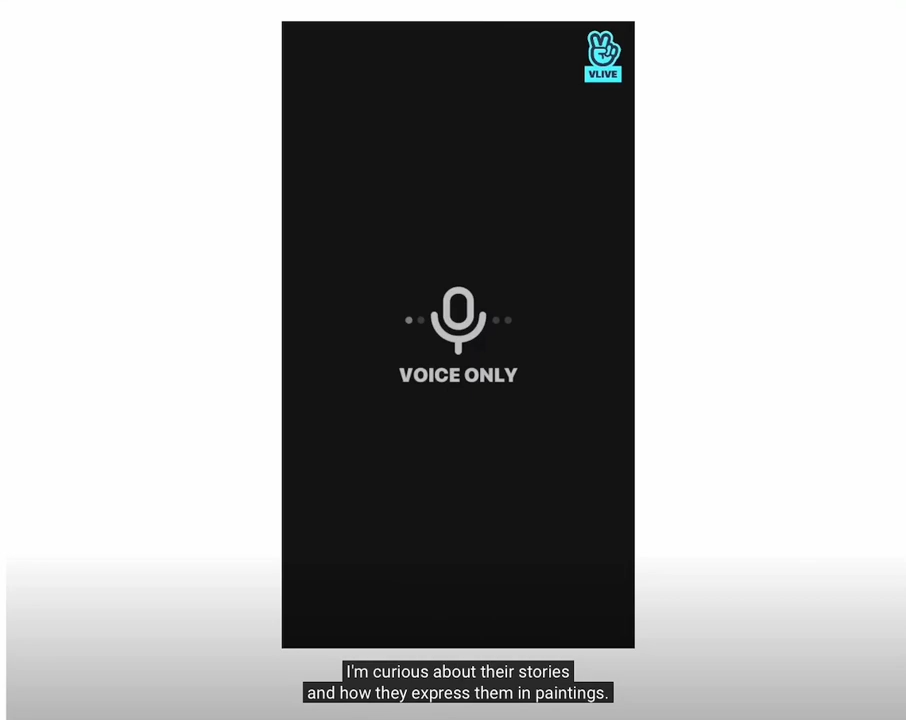 VLIVE
VOICE ONLY
I'm curious about their stories
and how they express them in paintings.